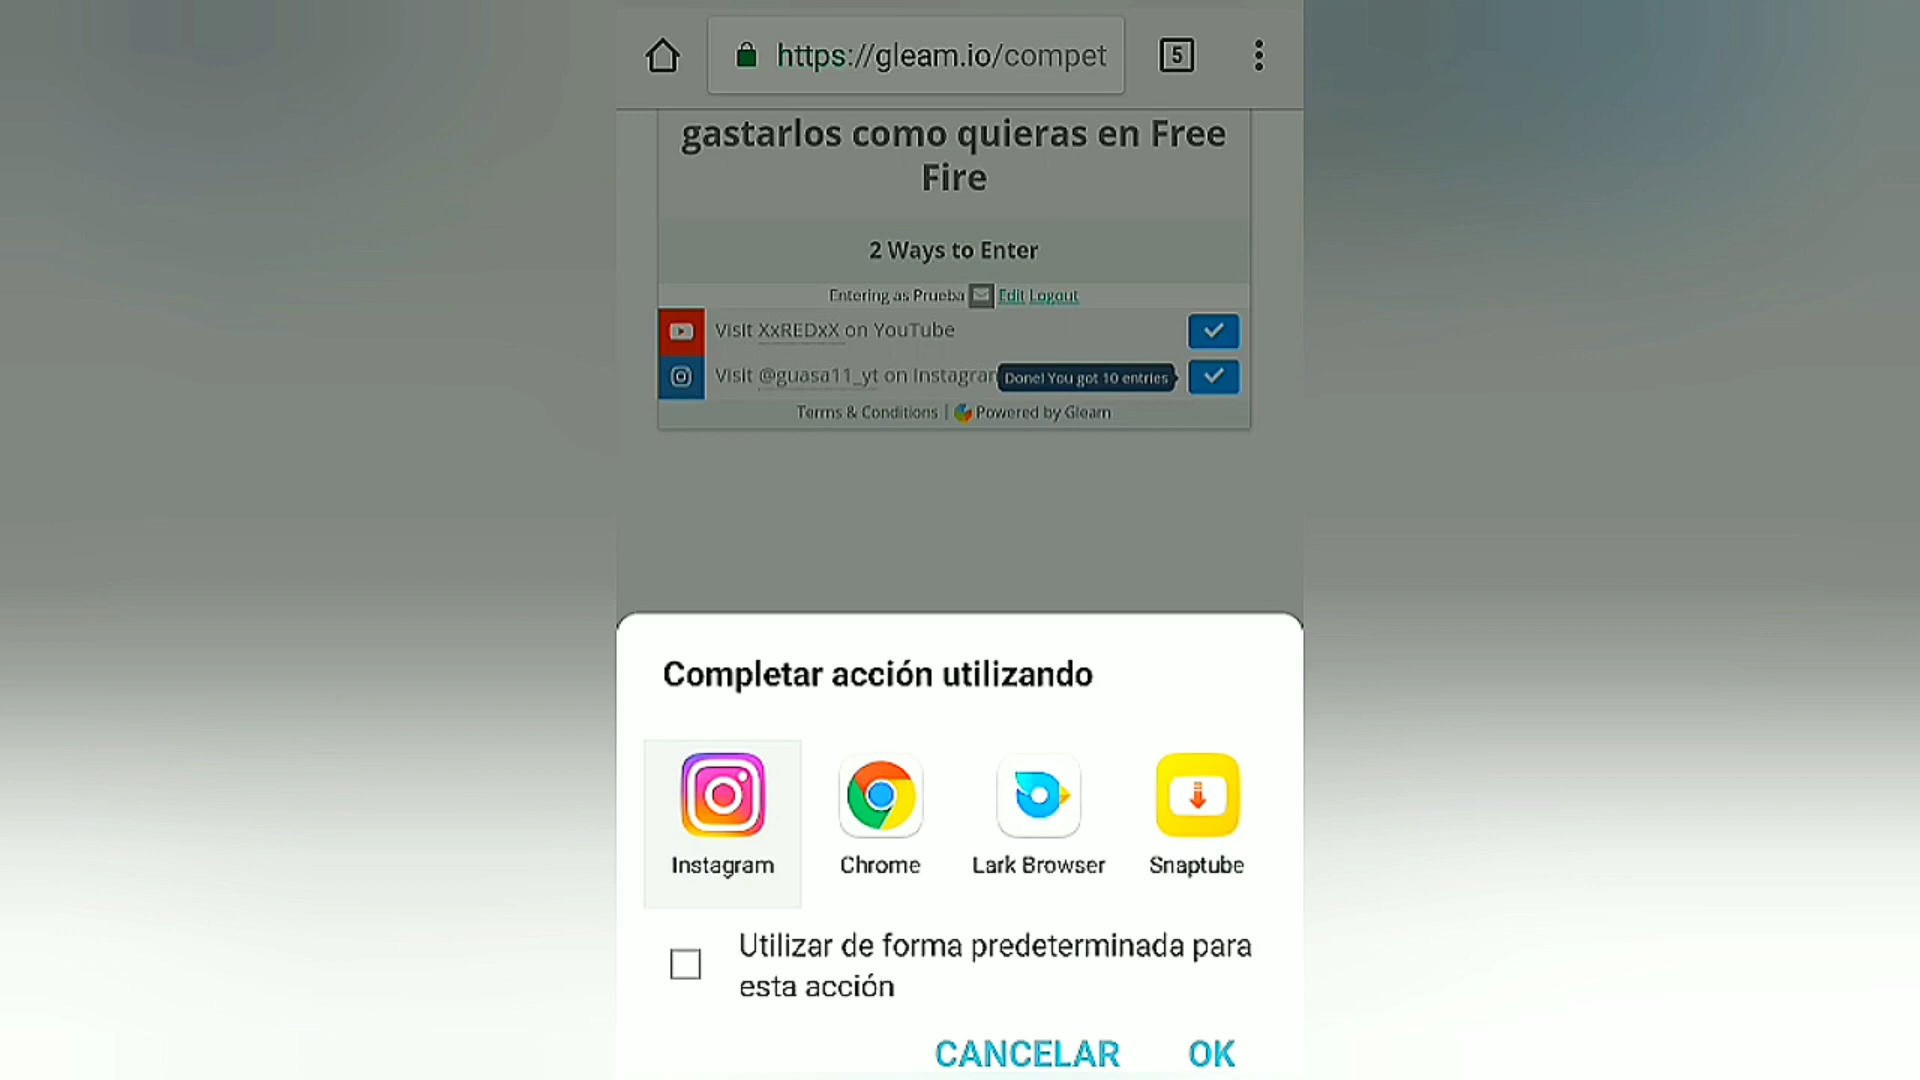 https://gleam.io/compet
5
gastarlos como quieras en Free
Fire
2 Ways to Enter
Entering as Prueba Edit Logout
Visit XxREDxX on YouTube
Visit @guasa11_yt on Instagram
Done! You got 10 entries
Terms & Conditions | Powered by Gleam
Completar acción utilizando
Instagram
Chrome
Lark Browser
Snaptube
Utilizar de forma predeterminada para
esta acción
CANCELAR
OK